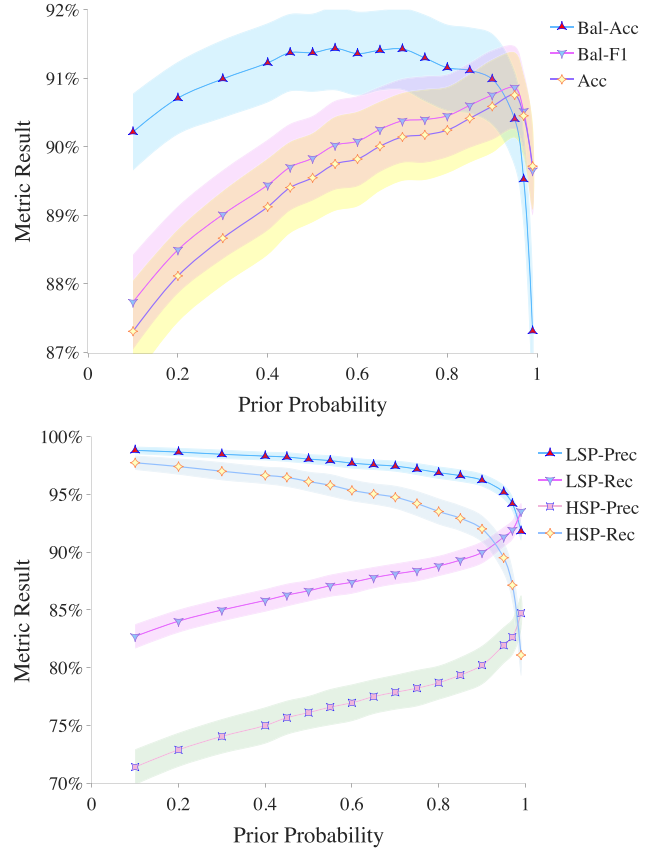 92%
91%
90%
89%
88%
87%
Metric Result
0
0.2
0.4
0.6
0.8
1
Prior Probability
Bal-Acc
Bal-F1
Acc
100%
95%
90%
85%
80%
75%
70%
Metric Result
0
0.2
0.4
0.6
0.8
1
Prior Probability
LSP-Prec
LSP-Rec
HSP-Prec
HSP-Rec